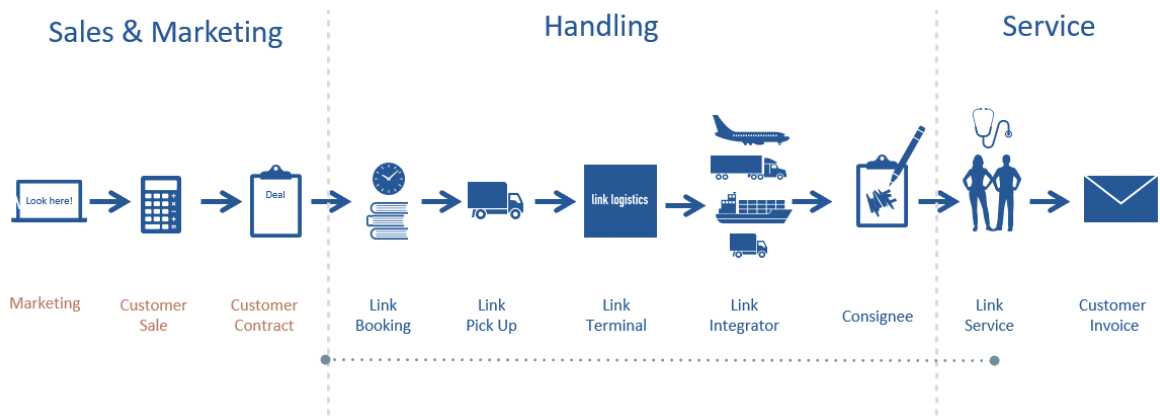 Sales & Marketing
Handling
Service
Look here!
Deal
link logistics
Marketing
Customer
Sale
Customer
Contract
Link
Booking
Link
Pick Up
Link
Terminal
Link
Integrator
Consignee
Link
Service
Customer
Invoice